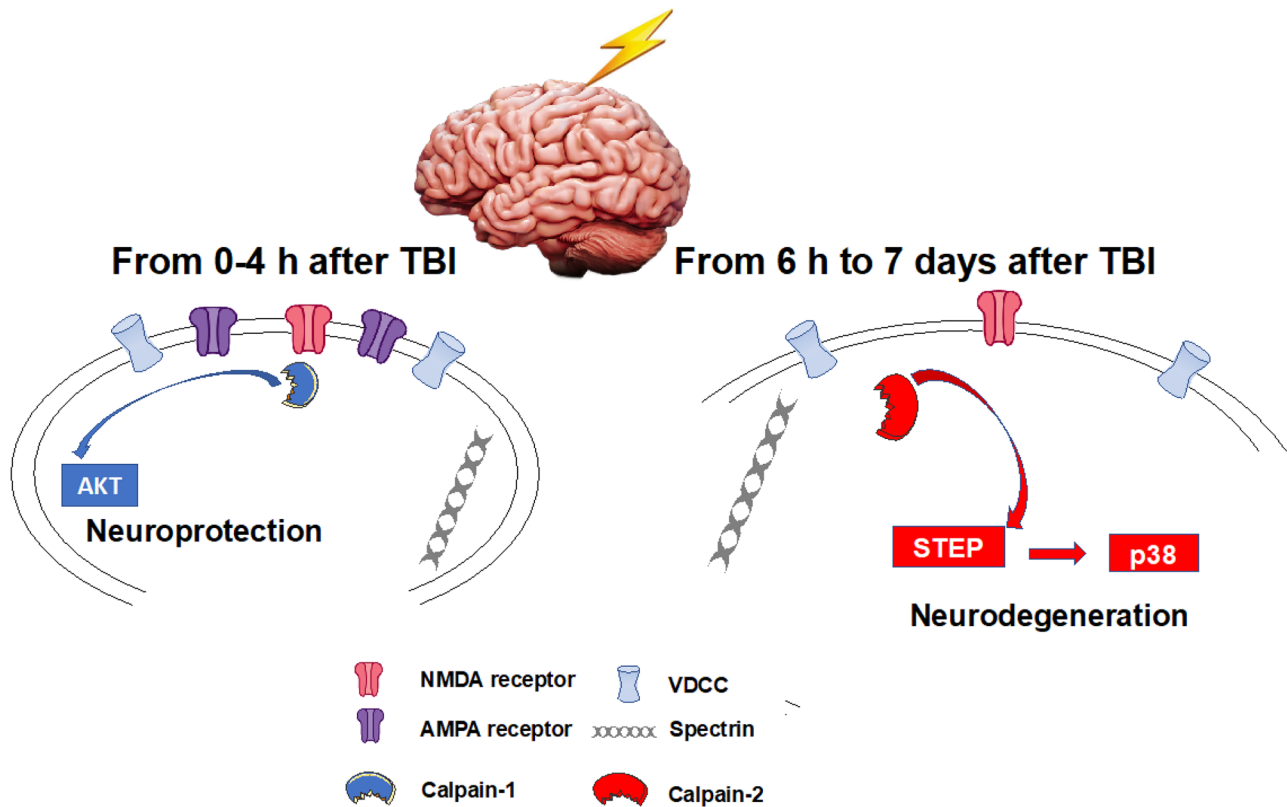 From 0-4 h after TBI
From 6 h to 7 days after TBI
AKT
Neuroprotection
STEP
p38
Neurodegeneration
NMDA receptor
VDCC
AMPA receptor
Spectrin
Calpain-1
Calpain-2